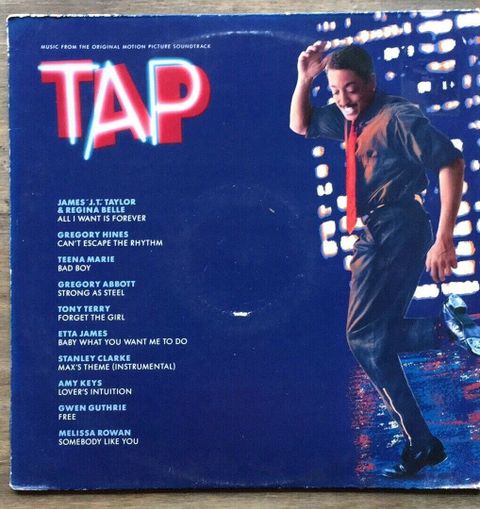 MUSIC FROM THE ORIGINAL MOTION PICTURE SOUNDTRACK
TAP
JAMES "J.T." TAYLOR
& REGINA BELLE
ALL I WANT IS FOREVER
GREGORY HINES
CAN'T ESCAPE THE RHYTHM
TEENA MARIE
BAD BOY
GREGORY ABBOTT
STRONG AS STEEL
TONY TERRY
FORGET THE GIRL
ETTA JAMES
BABY WHAT YOU WANT ME TO DO
STANLEY CLARKE
MAX'S THEME (INSTRUMENTAL)
AMY KEYS
LOVER'S INTUITION
GWEN GUTHRIE
FREE
MELISSA ROWAN
SOMEBODY LIKE YOU